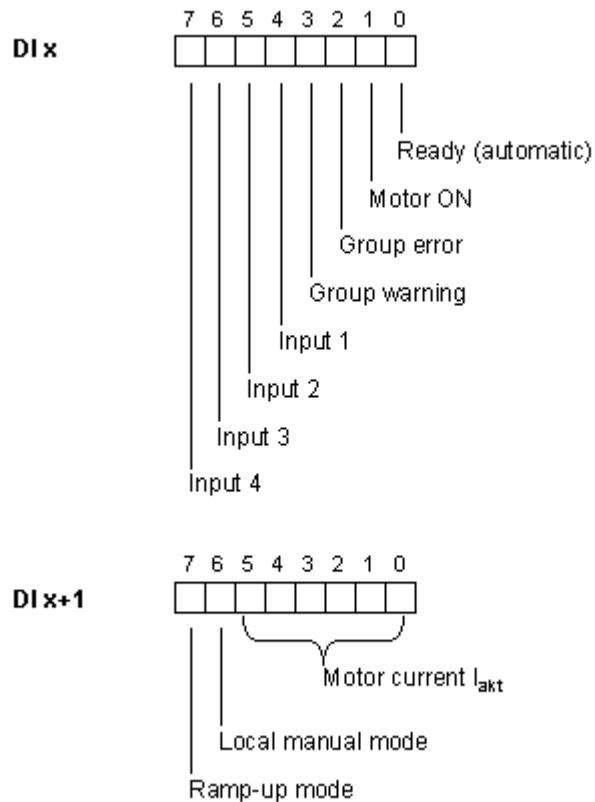 7 6 5 4 3 2 1 0
DI x
Ready (automatic)
Motor ON
Group error
Group warning
Input 1
Input 2
Input 3
Input 4
7 6 5 4 3 2 1 0
DI x+1
Motor current Iakt
Local manual mode
Ramp-up mode